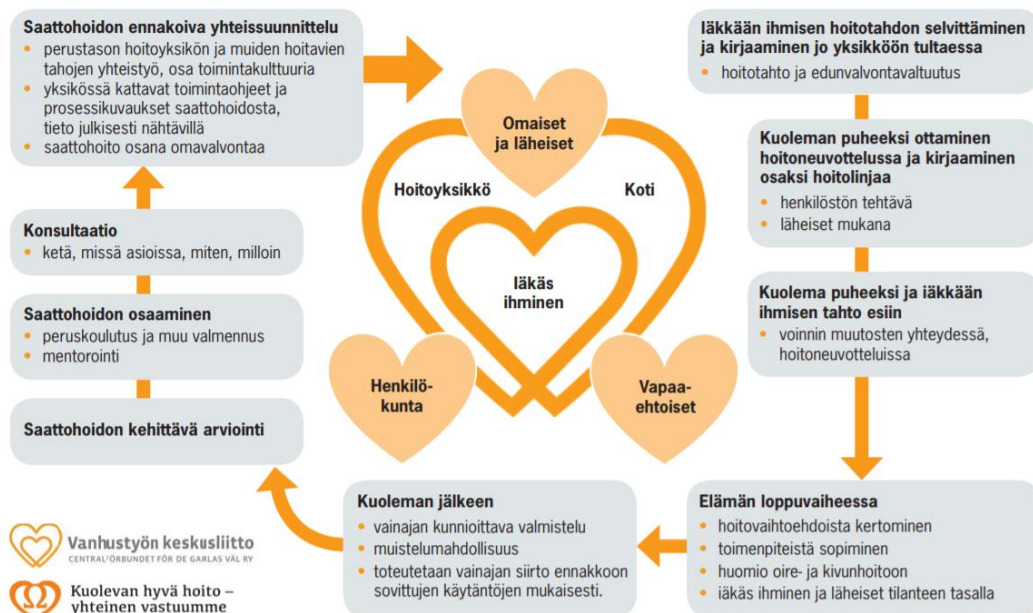 Saattohoidon ennakoiva yhteissuunnittelu
• perustason hoitoyksikön ja muiden hoitavien
tahojen yhteistyö, osa toimintakulttuuria
• yksikössä kattavat toimintaohjeet ja
prosessikuvaukset saattohoidosta,
tieto julkisesti nähtävillä
• saattohoito osana omavalvontaa
Konsultaatio
• ketä, missä asioissa, miten, milloin
Saattohoidon osaaminen
• peruskoulutus ja muu valmennus
• mentorointi
Saattohoidon kehittävä arviointi
Omaiset
ja läheiset
Hoitoyksikkö
Koti
Iäkäs
ihminen
Henkilö-
kunta
Vapaa-
ehtoiset
Iäkkään ihmisen hoitotahdon selvittäminen
ja kirjaaminen jo yksikköön tultaessa
• hoitotahto ja edunvalvontavaltuutus
Kuoleman puheeksi ottaminen
hoitoneuvottelussa ja kirjaaminen
osaksi hoitolinjaa
• henkilöstön tehtävä
• läheiset mukana
Kuolema puheeksi ja iäkkään
ihmisen tahto esiin
• voinnin muutosten yhteydessä,
hoitoneuvotteluissa
Elämän loppuvaiheessa
• hoitovaihtoehdoista kertominen
• toimenpiteistä sopiminen
• huomio oire- ja kivunhoitoon
• iäkäs ihminen ja läheiset tilanteen tasalla
Kuoleman jälkeen
• vainajan kunnioittava valmistelu
• muistelumahdollisuus
• toteutetaan vainajan siirto ennakkoon
sovittujen käytäntöjen mukaisesti.
Vanhustyön keskusliitto
CENTRALFÖRBUNDET FÖR DE GAMLAS VÄL RY
Kuolevan hyvä hoito –
yhteinen vastuumme